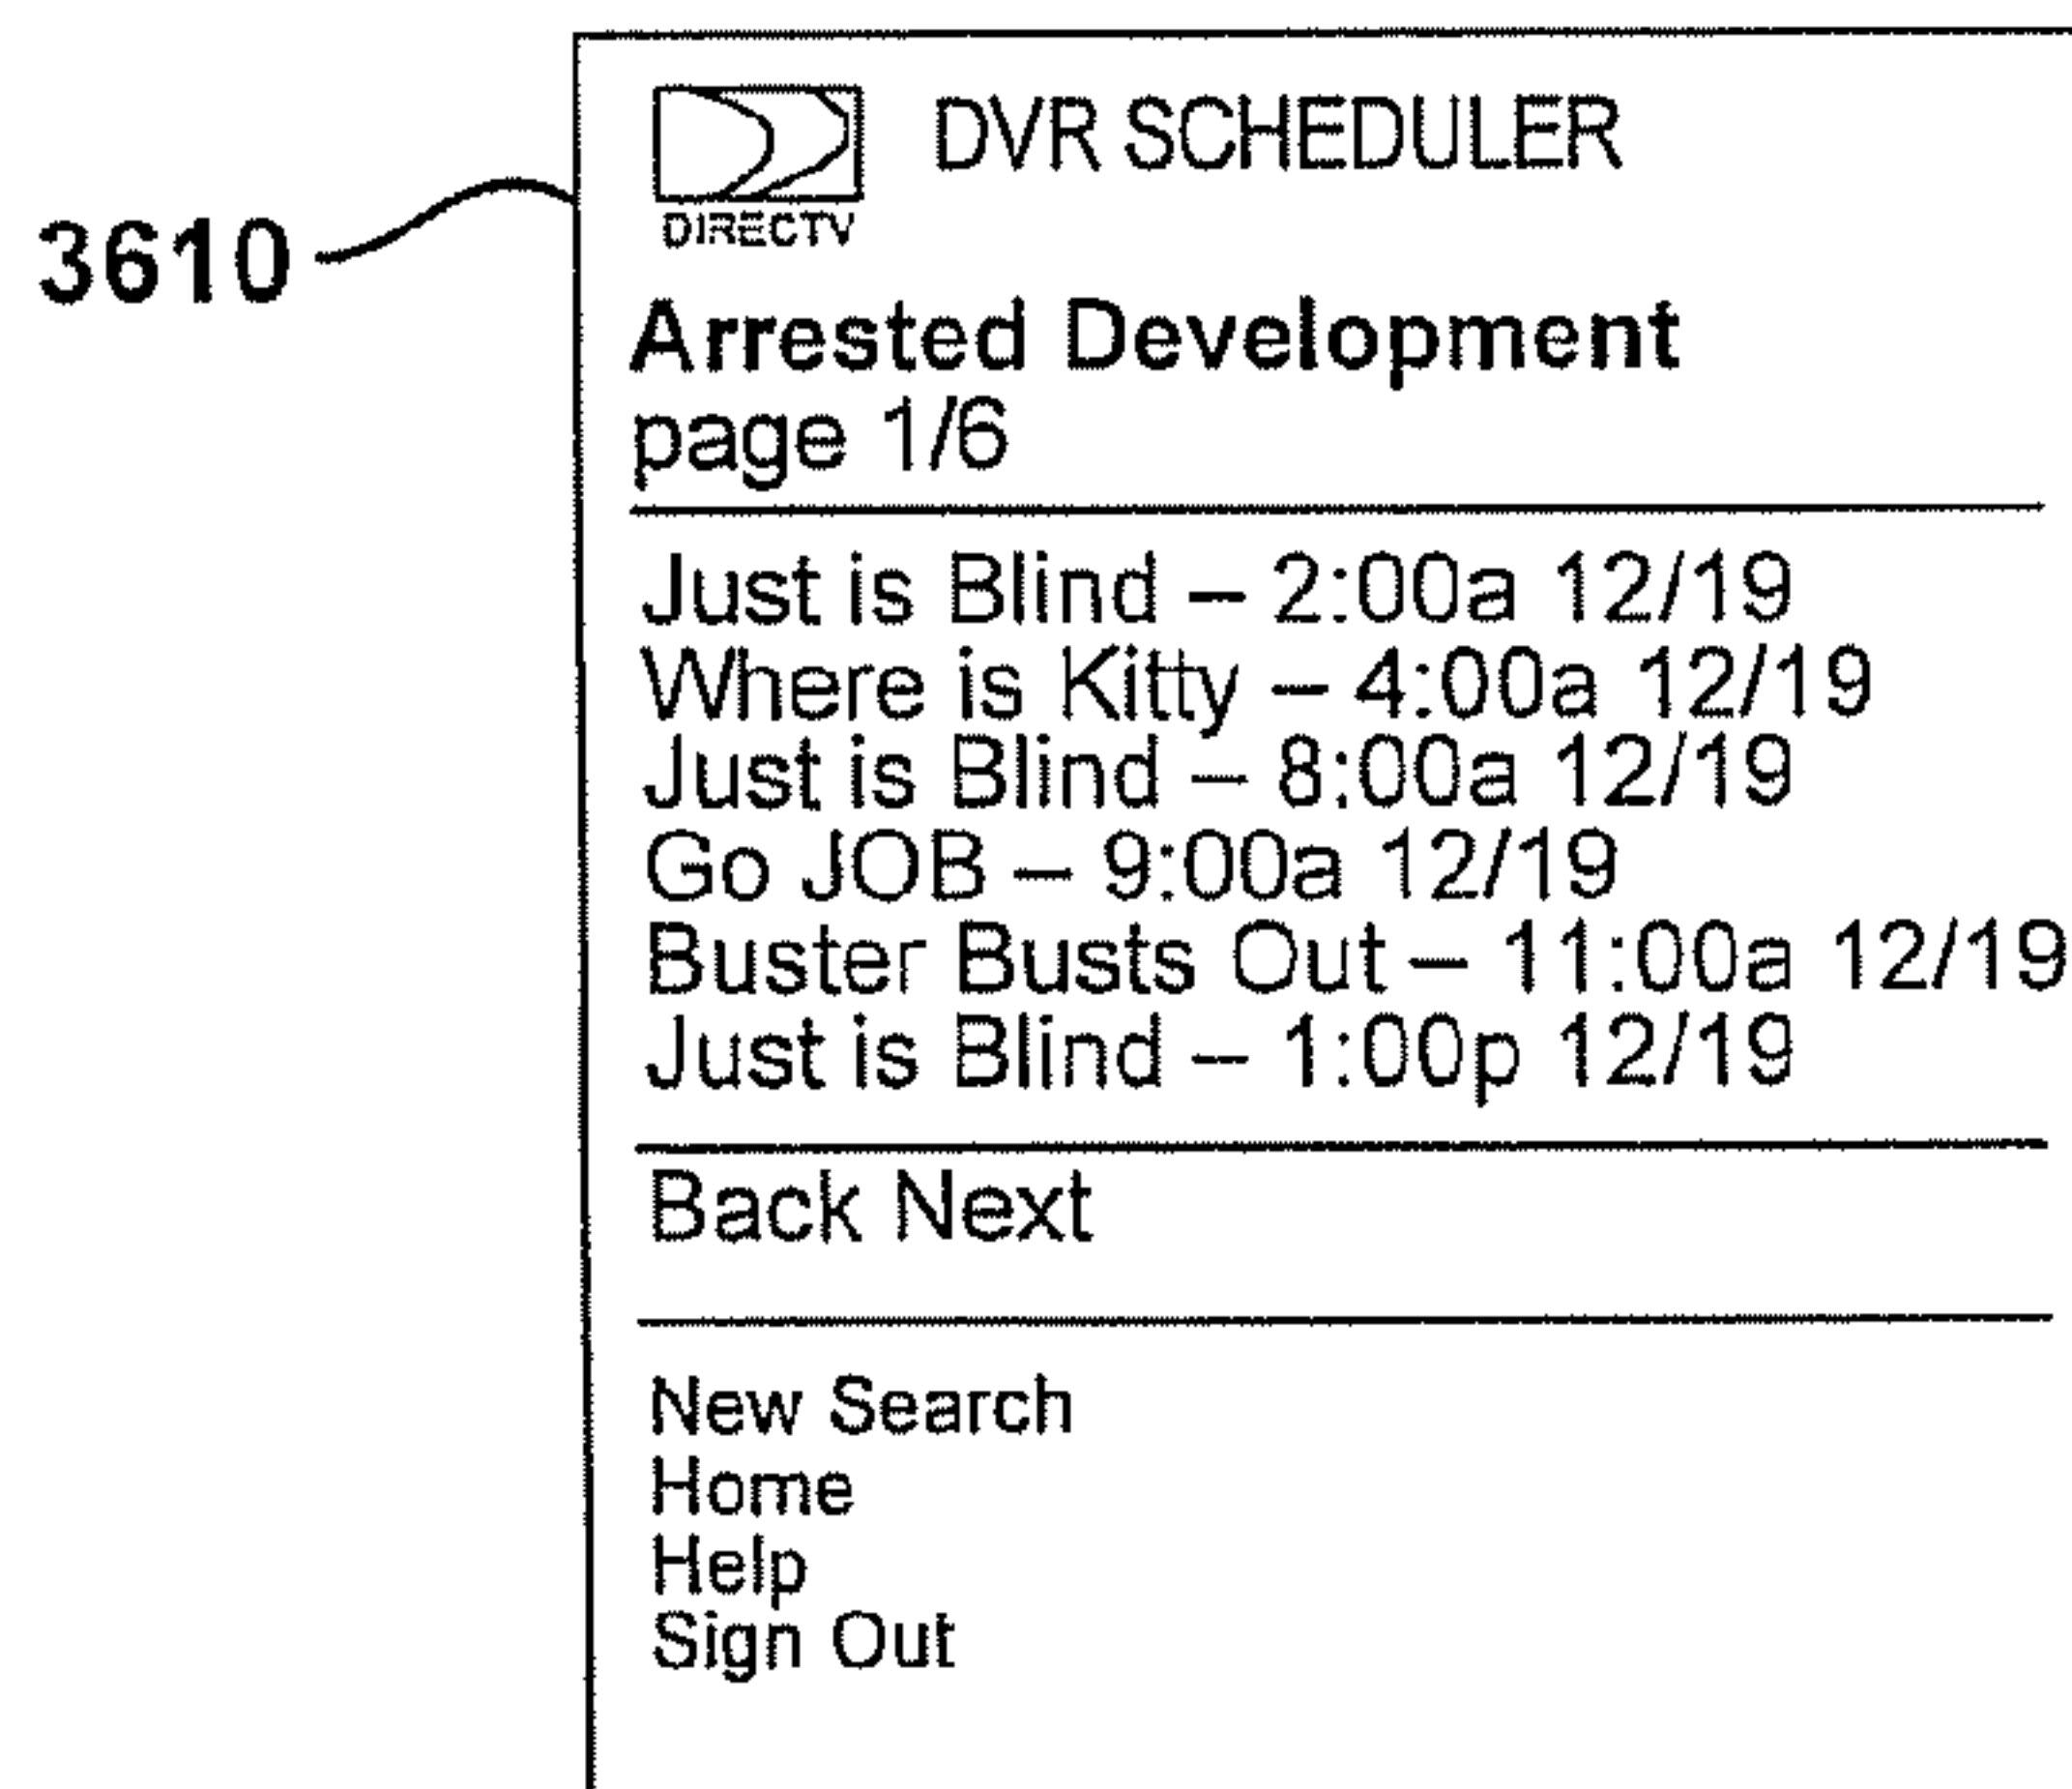 3610
DVR SCHEDULER
DIRECTV
Arrested Development
page 1/6
Just is Blind – 2:00a 12/19
Where is Kitty – 4:00a 12/19
Just is Blind – 8:00a 12/19
Go JOB – 9:00a 12/19
Buster Busts Out – 11:00a 12/19
Just is Blind – 1:00p 12/19
Back Next
New Search
Home
Help
Sign Out